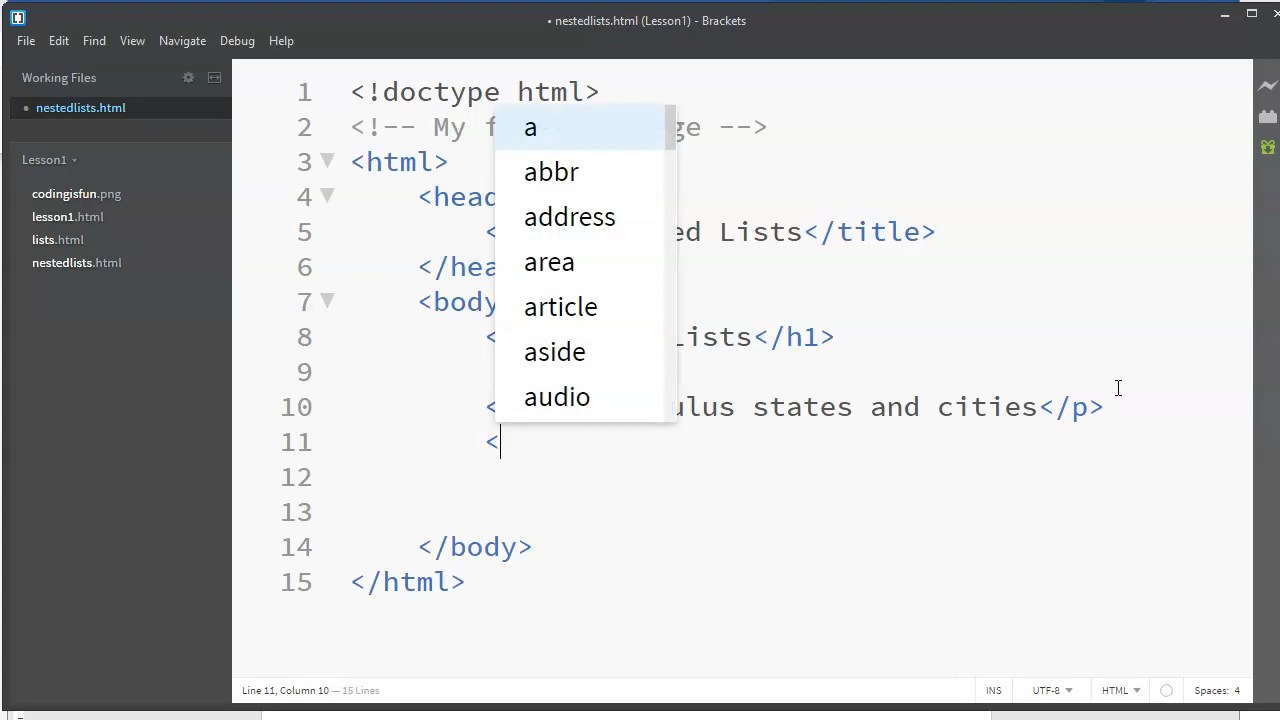 • nestedlists.html (Lesson1) - Brackets
File Edit Find View Navigate Debug Help
Working Files
• nestedlists.html
Lesson1
codingisfun.png
lesson1.html
lists.html
nestedlists.html
1 <!doctype html>
2 <!-- My f ge -->
3 <html>
4 <head
5 < ed Lists</title>
6 </hea
7 <body
8 < Lists</h1>
9
10 < ulus states and cities</p>
11 <
12
13
14 </body>
15 </html>
a
abbr
address
area
article
aside
audio
Line 11, Column 10 — 15 Lines
INS UTF-8 HTML Spaces: 4